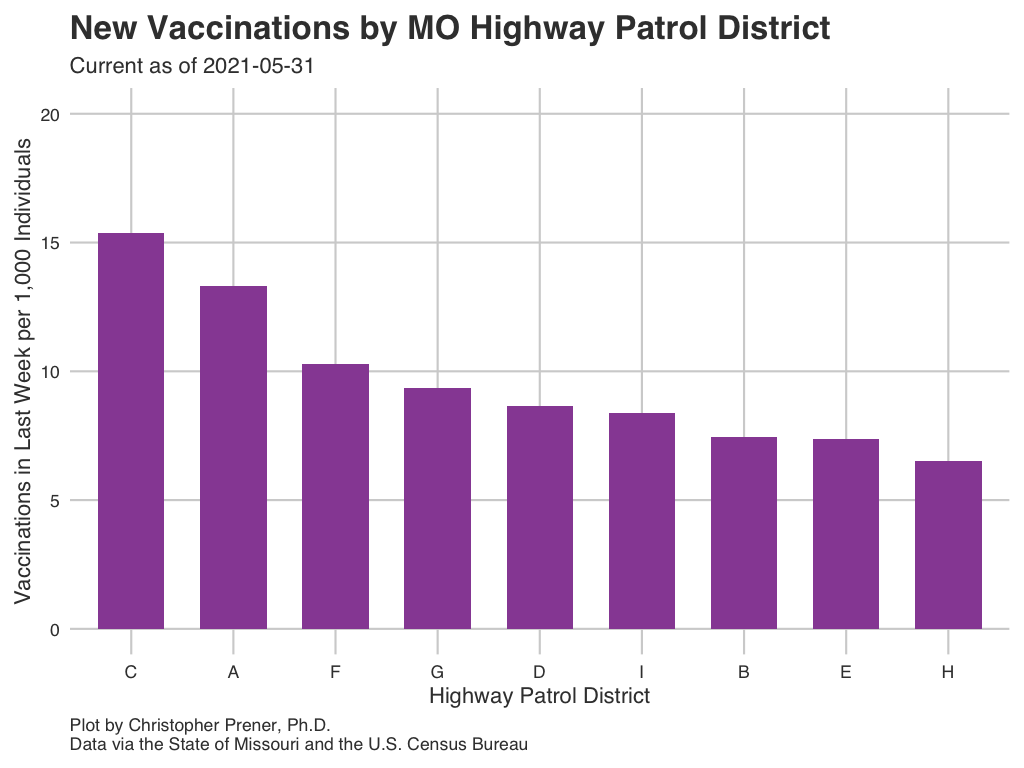 New Vaccinations by MO Highway Patrol District
Current as of 2021-05-31
Vaccinations in Last Week per 1,000 Individuals
20
15
10
5
0
C A F G D I B E H
Highway Patrol District
Plot by Christopher Prener, Ph.D.
Data via the State of Missouri and the U.S. Census Bureau